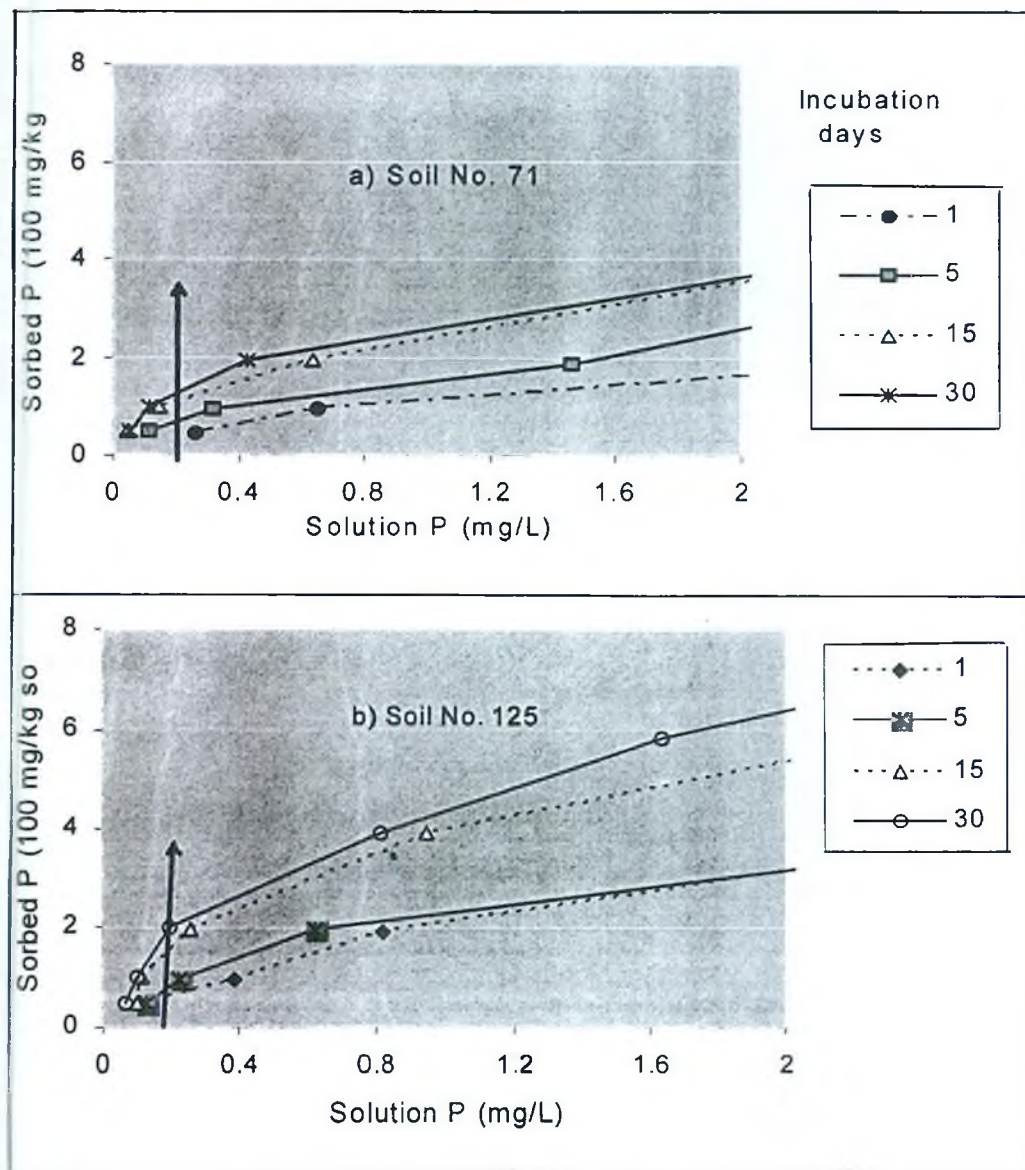 8
6
4
2
0
Sorbed P (100 mg/kg
a) Soil No. 71
0 0.4 0.8 1.2 1.6 2
Solution P (mg/L)
Incubation
days
1
5
15
30
8
6
4
2
0
Sorbed P (100 mg/kg so
b) Soil No. 125
0 0.4 0.8 1.2 1.6 2
Solution P (mg/L)
1
5
15
30